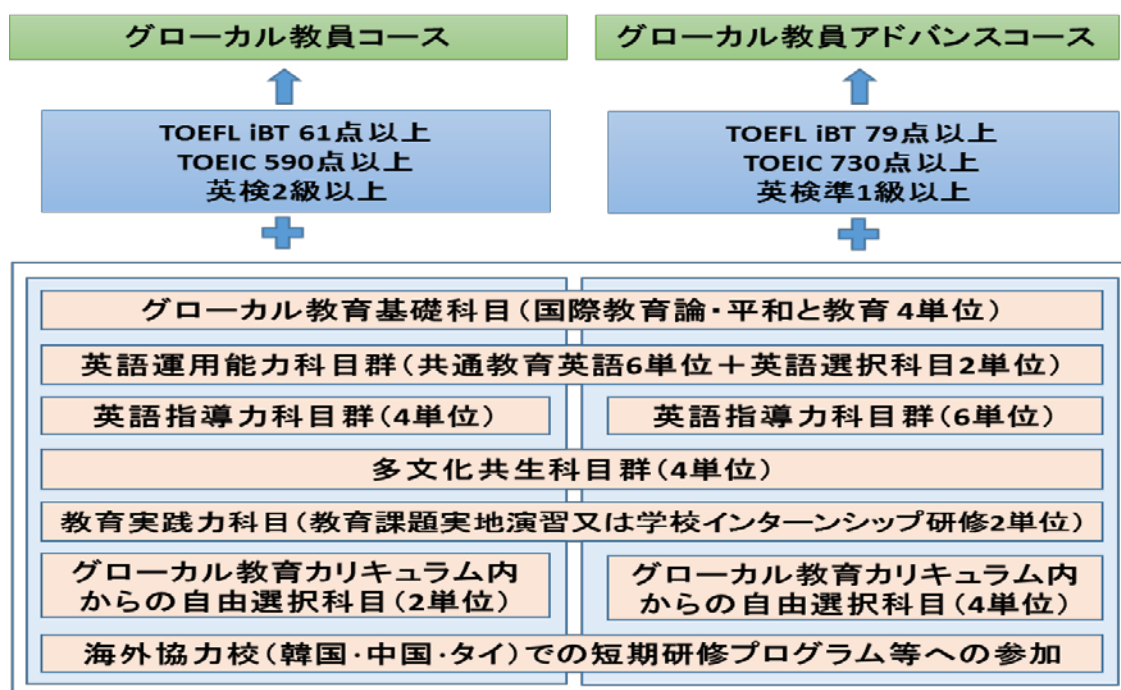 グローカル教員コース
グローカル教員アドバンスコース
TOEFL iBT 61点以上
TOEIC 590点以上
英検2級以上
TOEFL iBT 79点以上
TOEIC 730点以上
英検準1級以上
グローカル教育基礎科目(国際教育論・平和と教育 4単位)
英語運用能力科目群(共通教育英語6単位＋英語選択科目2単位)
英語指導力科目群(4単位)
英語指導力科目群(6単位)
多文化共生科目群(4単位)
教育実践力科目(教育課題実地演習又は学校インターンシップ研修2単位)
グローカル教育カリキュラム内
からの自由選択科目(2単位)
グローカル教育カリキュラム内
からの自由選択科目(4単位)
海外協力校(韓国・中国・タイ)での短期研修プログラム等への参加